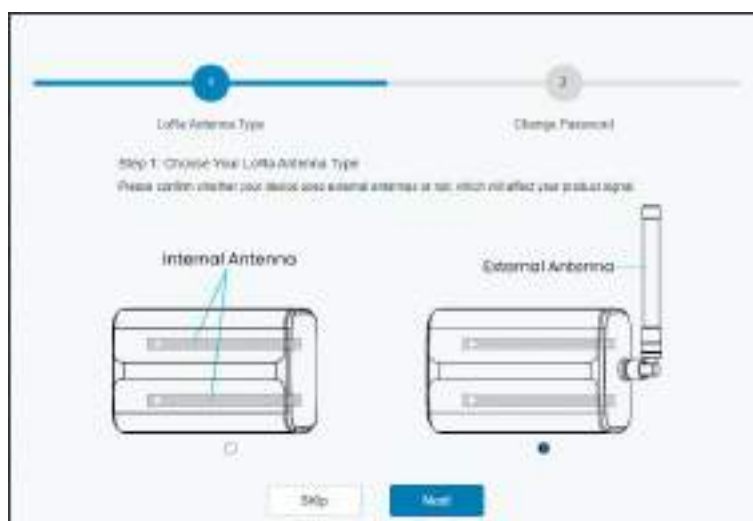 1
2
LoRa Antenna Type
Change Password
Step 1: Choose Your LoRa Antenna Type
Please confirm whether your device uses external antennas or not, which will affect your product signal.
Internal Antenna
External Antenna
Skip
Next